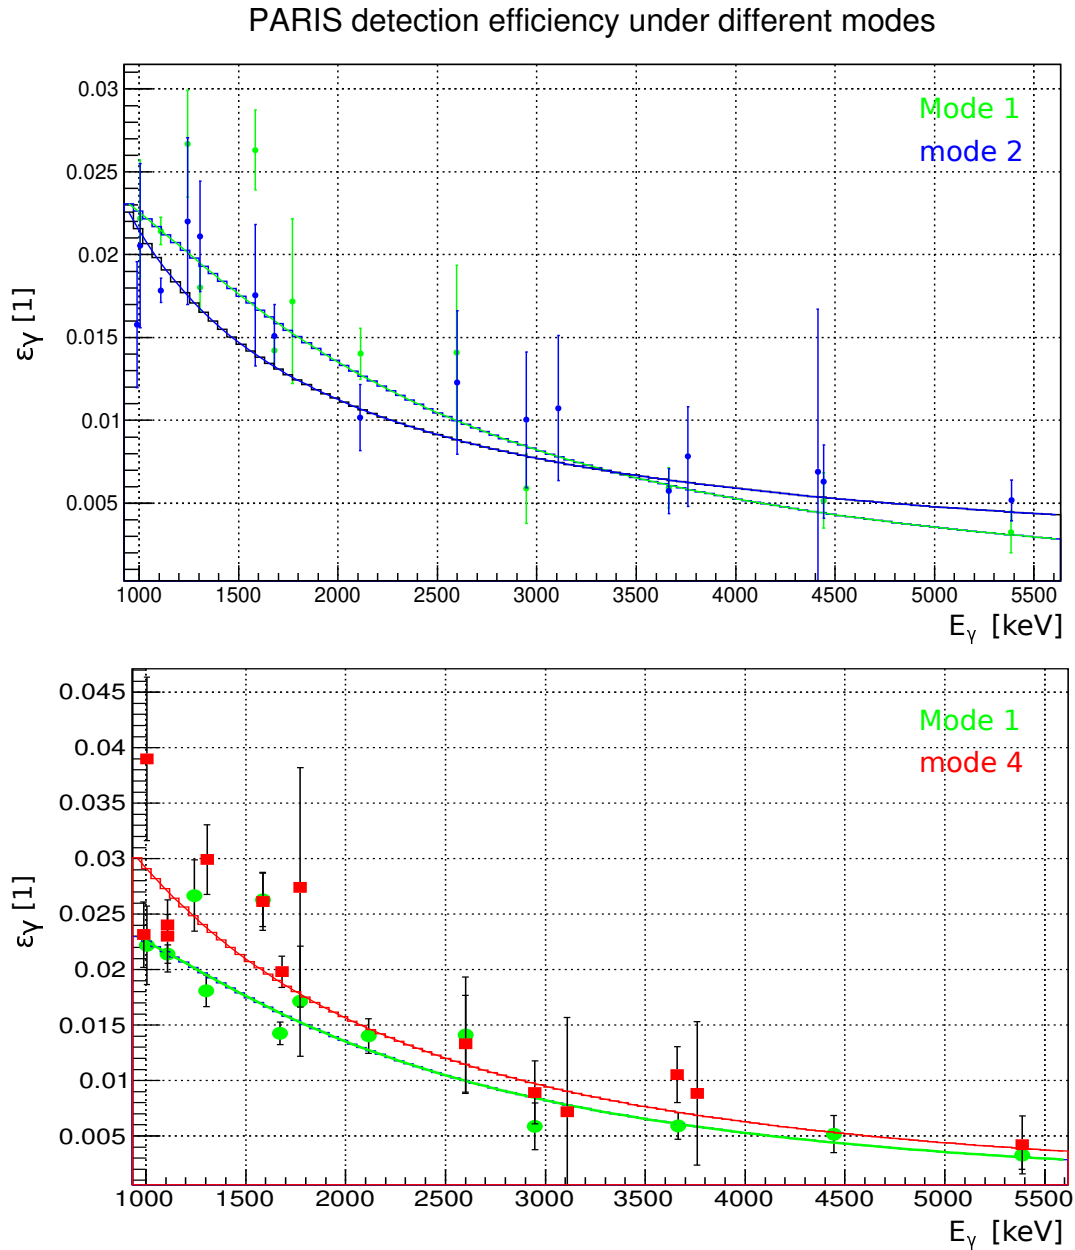 PARIS detection efficiency under different modes
0.03
0.025
0.02
0.015
0.01
0.005
εγ [1]
Mode 1
mode 2
1000 1500 2000 2500 3000 3500 4000 4500 5000 5500
Eγ [keV]
0.045
0.04
0.035
0.03
0.025
0.02
0.015
0.01
0.005
εγ [1]
Mode 1
mode 4
1000 1500 2000 2500 3000 3500 4000 4500 5000 5500
Eγ [keV]